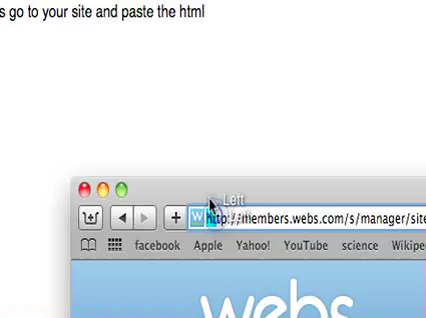 s go to your site and paste the html
Left
http://members.webs.com/s/manager/site
facebook Apple Yahoo! YouTube science Wikipe
webs